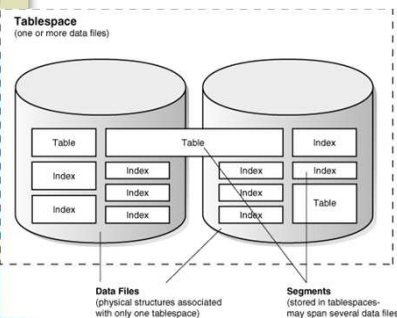 Tablespace
(one or more data files)
Table
Table
Index
Index
Index
Index
Index
Index
Index
Table
Index
Index
Index
Data Files
(physical structures associated
with only one tablespace)
Segments
(stored in tablespaces-
may span several data files